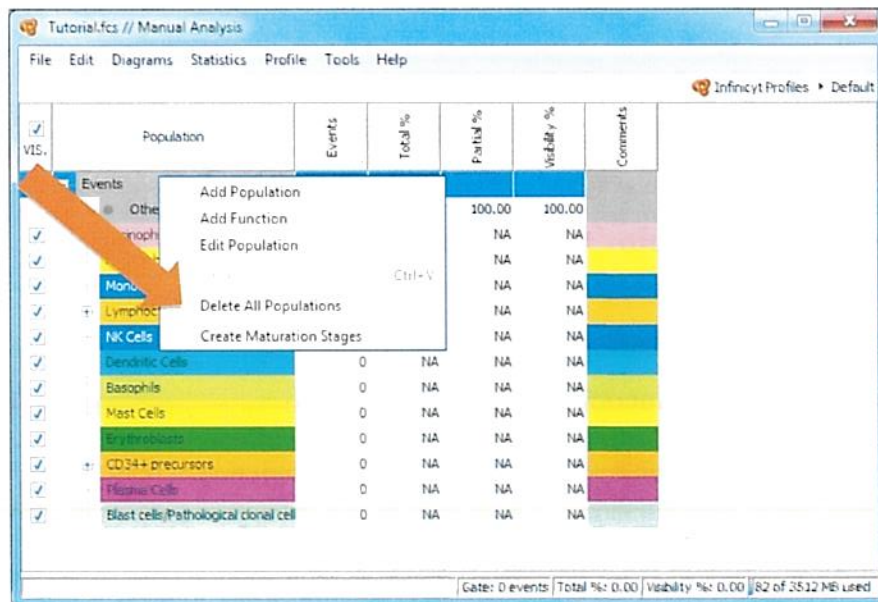 Tutorial.fcs // Manual Analysis
File Edit Diagrams Statistics Profile Tools Help
Infinicyt Profiles ▸ Default
VIS. Population Events Total % Partial % Visibility % Comments
Events
Othe 100.00 100.00
NA NA
NA NA
Mono NA NA
Lymphoc NA NA
NK Cells NA NA
Add Population
Add Function
Edit Population
Ctrl+V
Delete All Populations
Create Maturation Stages
Dendritic Cells 0 NA NA NA
Basophils 0 NA NA NA
Mast Cells 0 NA NA NA
Erythroblasts 0 NA NA NA
CD34+ precursors 0 NA NA NA
Plasma Cells 0 NA NA NA
Blast cells/Pathological clonal cell 0 NA NA NA
Gate: 0 events Total %: 0.00 Visibility %: 0.00 82 of 3512 MB used